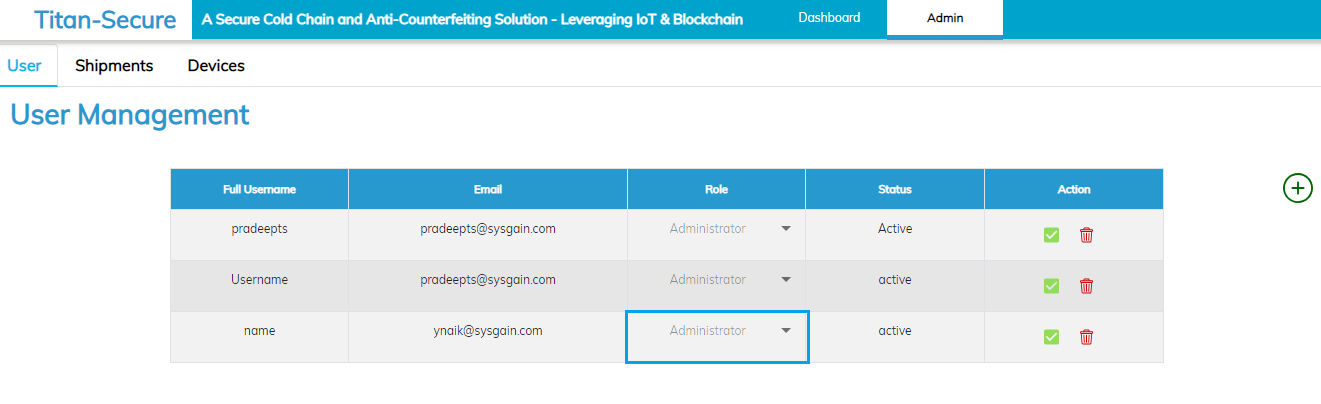 Titan-Secure A Secure Cold Chain and Anti-Counterfeiting Solution - Leveraging IoT & Blockchain Dashboard Admin
User Shipments Devices
User Management
Full Username Email Role Status Action
pradeepts pradeepts@sysgain.com Administrator Active
Username pradeepts@sysgain.com Administrator active
name ynaik@sysgain.com Administrator active